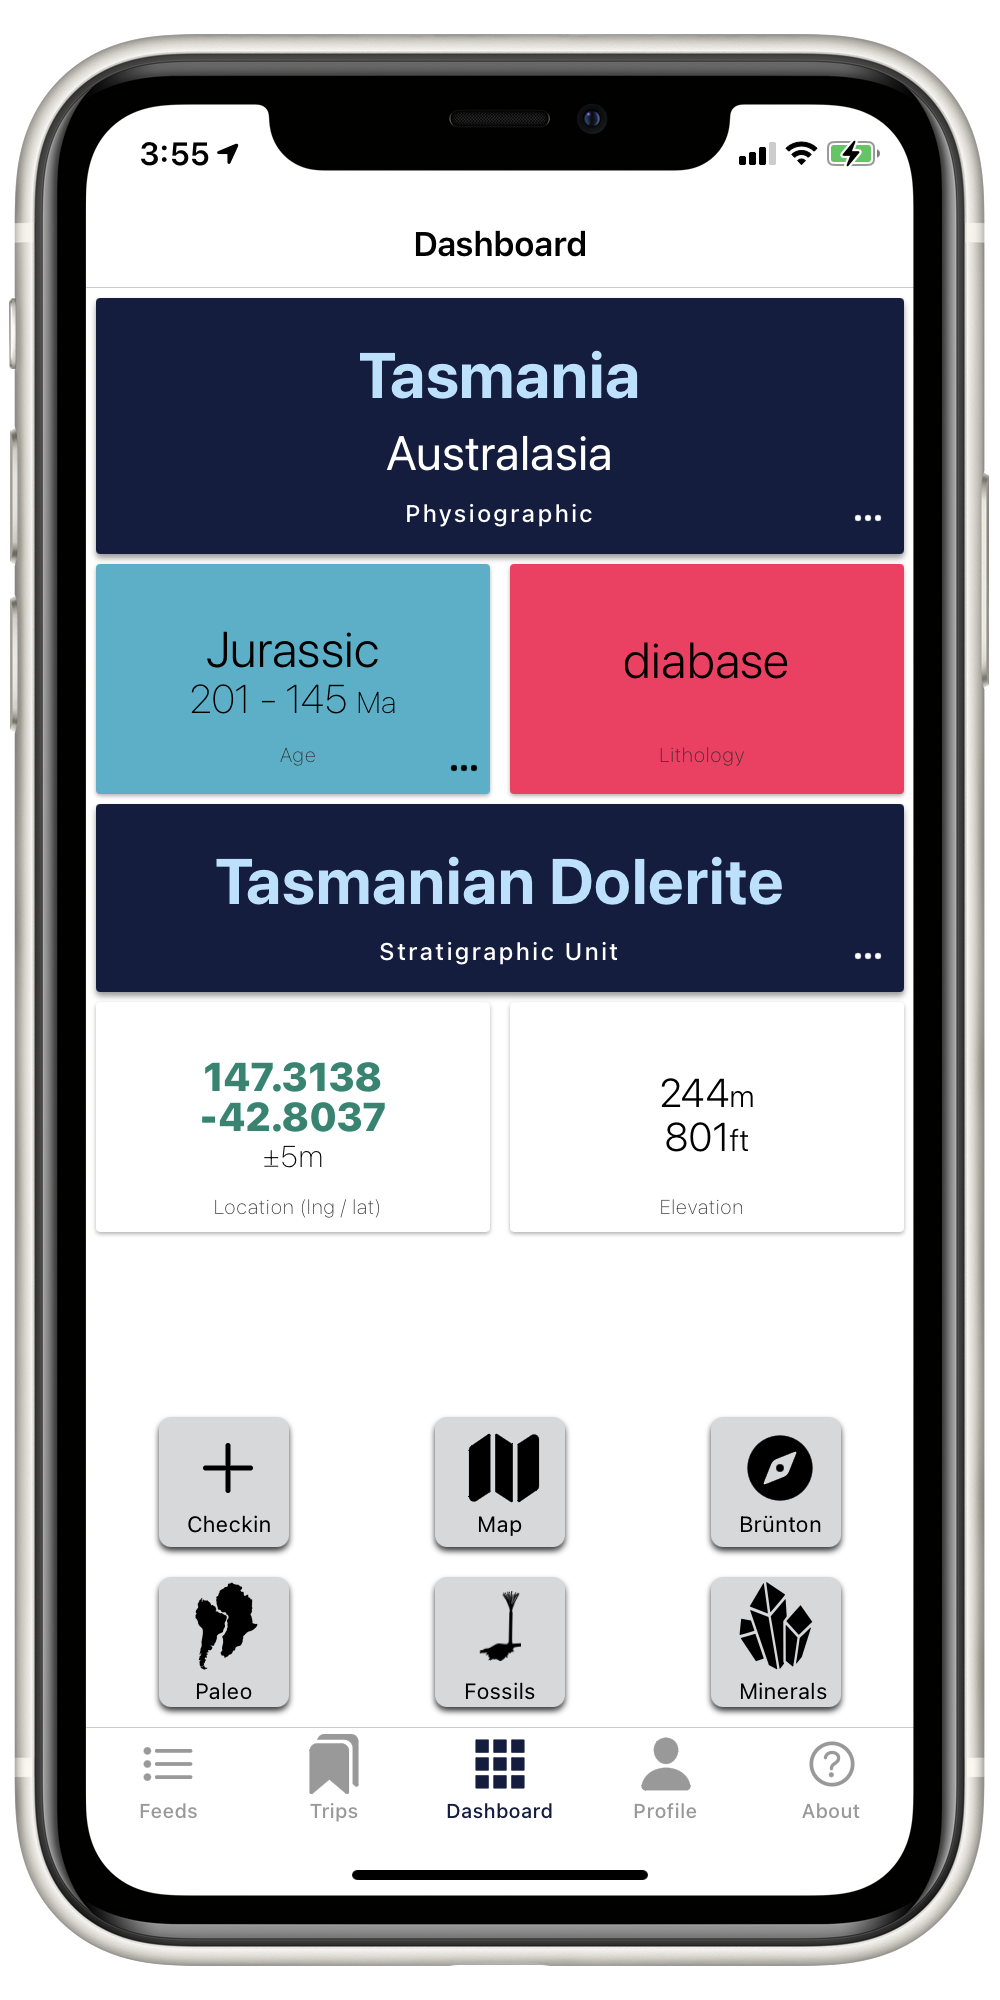 3:55
Dashboard
Tasmania
Australasia
Physiographic
Jurassic
201 - 145 Ma
Age
diabase
Lithology
Tasmanian Dolerite
Stratigraphic Unit
147.3138
-42.8037
±5m
Location (lng / lat)
244m
801ft
Elevation
Checkin
Map
Brünton
Paleo
Fossils
Minerals
Feeds
Trips
Dashboard
Profile
About